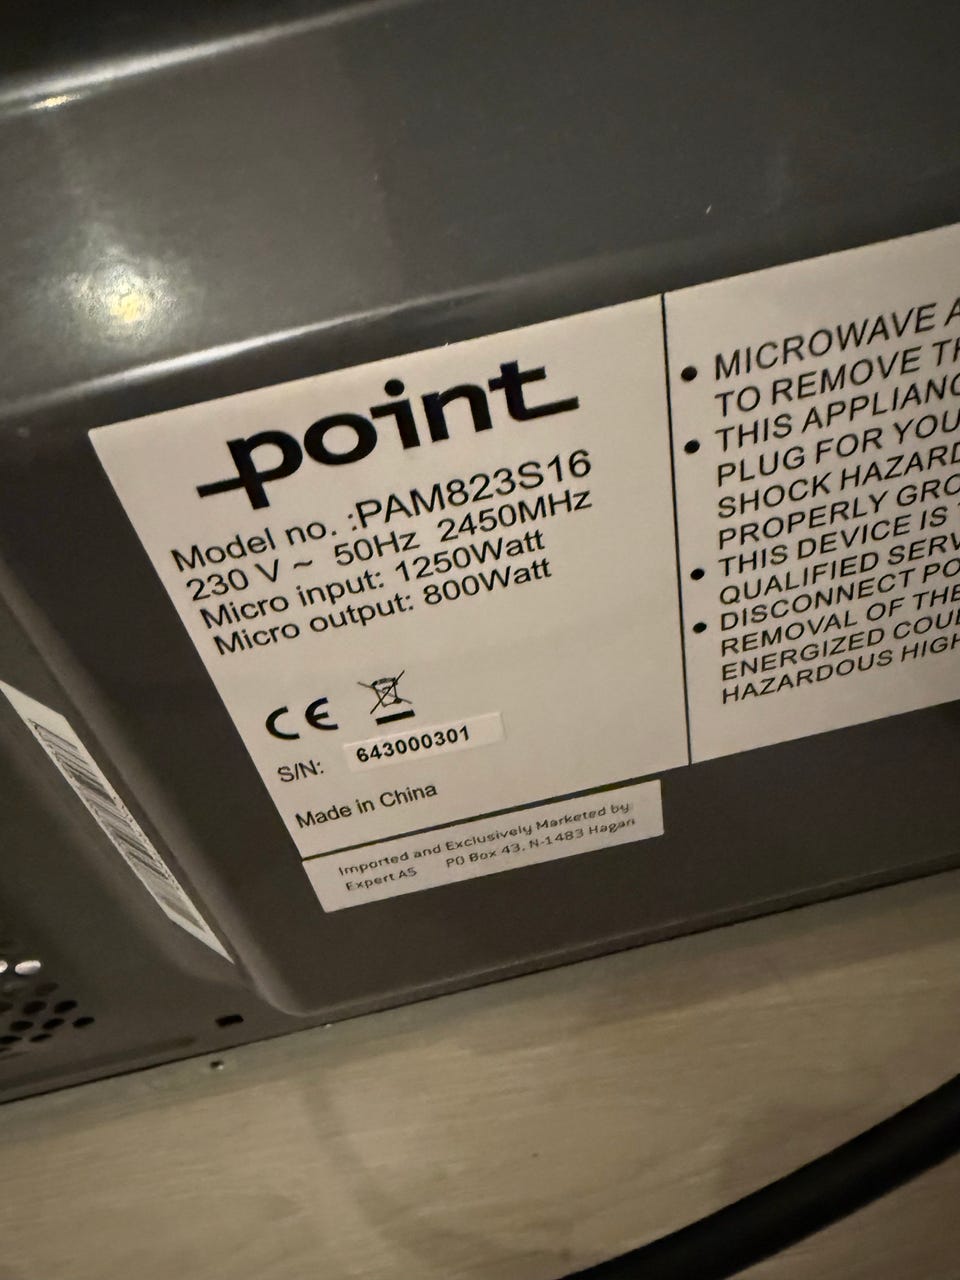 point
Model no. :PAM823S16
230 V ~ 50Hz 2450MHz
Micro input: 1250Watt
Micro output: 800Watt
CE
S/N: 643000301
Made in China
Imported and Exclusively Marketed by
Expert AS PO Box 43, N-1483 Hagan
• MICROWAVE A
TO REMOVE TH
• THIS APPLIANC
PLUG FOR YOU
SHOCK HAZARD
PROPERLY GRO
• THIS DEVICE IS
QUALIFIED SERV
• DISCONNECT PO
REMOVAL OF THE
ENERGIZED COUL
HAZARDOUS HIGH